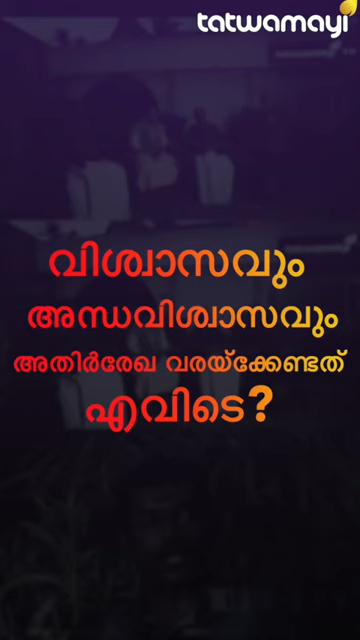 tatwamayi
വിശ്വാസവും
അന്ധവിശ്വാസവും
അതിർരേഖ വരയ്ക്കേണ്ടത്
എവിടെ?